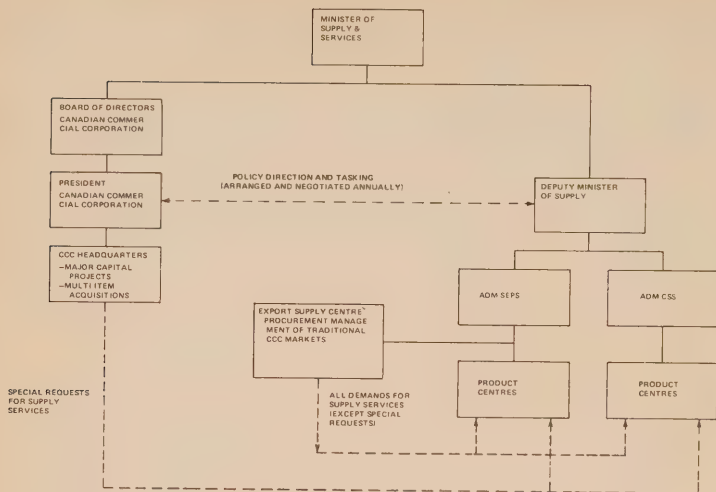 MINISTER OF
SUPPLY &
SERVICES
BOARD OF DIRECTORS
CANADIAN COMMER
CIAL CORPORATION
POLICY DIRECTION AND TASKING
(ARRANGED AND NEGOTIATED ANNUALLY)
PRESIDENT
CANADIAN COMMER
CIAL CORPORATION
DEPUTY MINISTER
OF SUPPLY
CCC HEADQUARTERS
–MAJOR CAPITAL
PROJECTS
–MULTI ITEM
ACQUISITIONS
ADM SEPS
ADM CSS
EXPORT SUPPLY CENTRE
PROCUREMENT MANAGE
MENT OF TRADITIONAL
CCC MARKETS
SPECIAL REQUESTS
FOR SUPPLY
SERVICES
ALL DEMANDS FOR
SUPPLY SERVICES
(EXCEPT SPECIAL
REQUESTS)
PRODUCT
CENTRES
PRODUCT
CENTRES